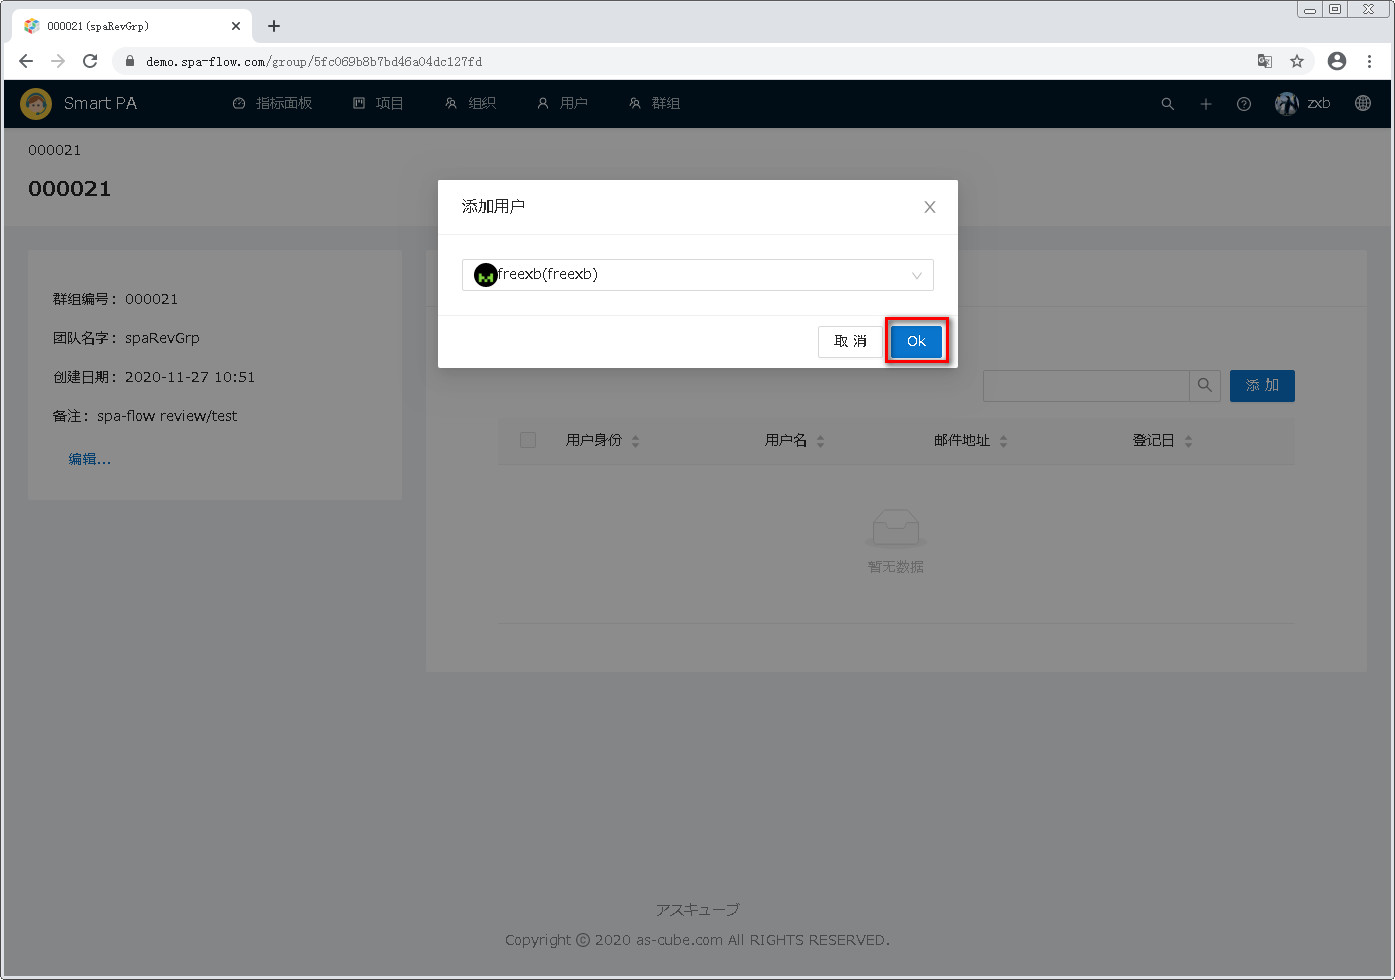 000021(spaRevGrp)
demo.spa-flow.com/group/5fc069b8b7bd46a04dc127fd
Smart PA 指标面板 项目 组织 用户 群组 zxb
000021
000021
添加用户
freexb(freexb)
取 消 Ok
群组编号：000021
团队名字：spaRevGrp
创建日期：2020-11-27 10:51
备注：spa-flow review/test
编辑...
添 加
用户身份 用户名 邮件地址 登记日
暂无数据
アスキューブ
Copyright © 2020 as-cube.com All RIGHTS RESERVED.